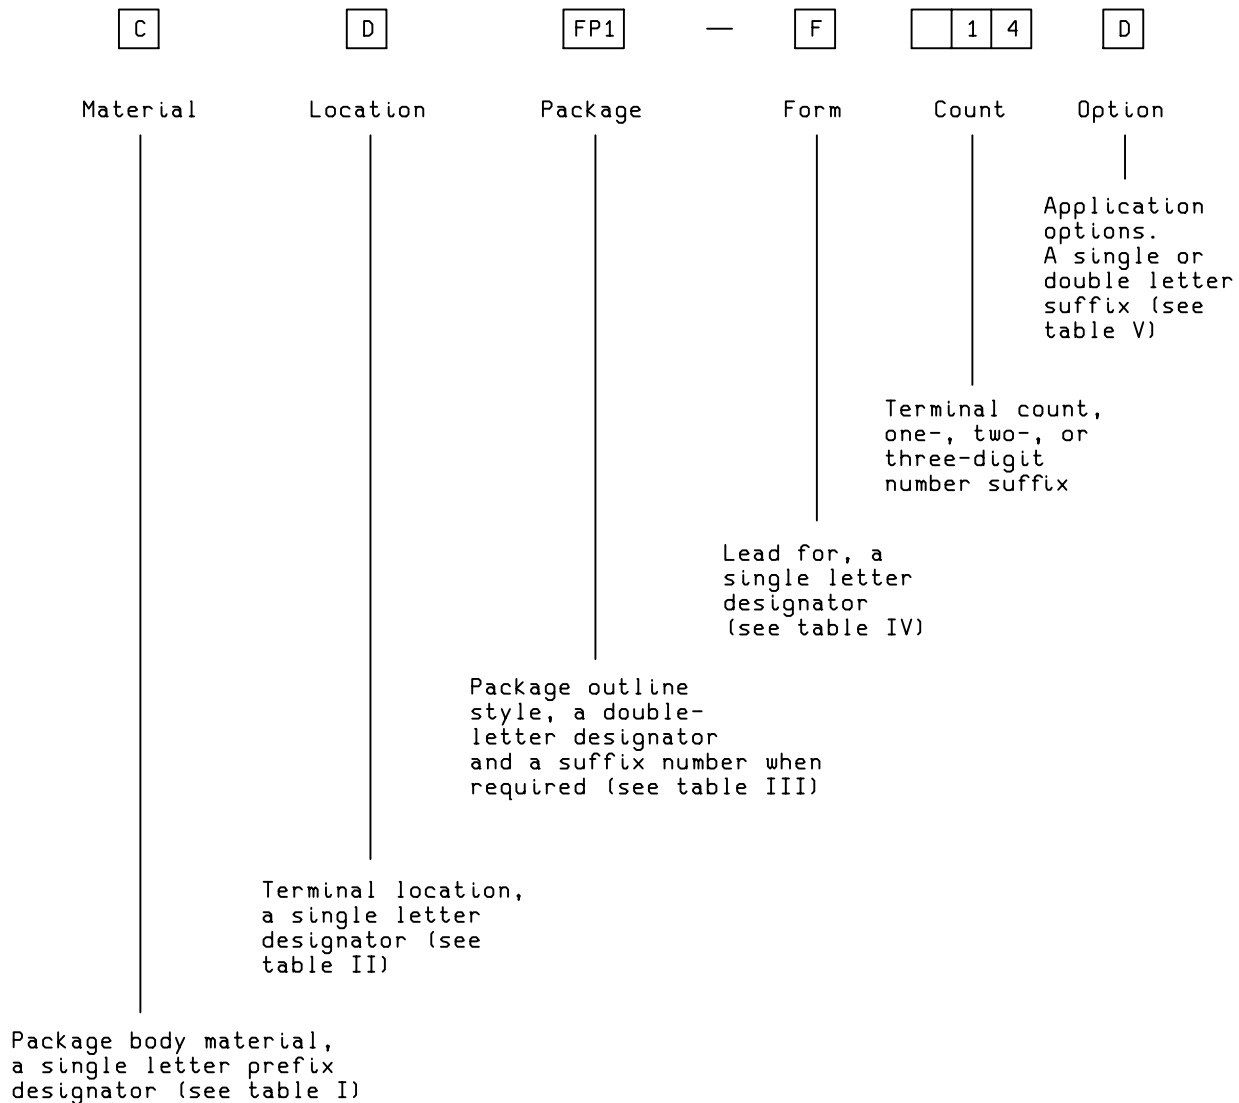 C D FP1 — F 1 4 D
Material Location Package Form Count Option
Application
options.
A single or
double letter
suffix (see
table V)
Terminal count,
one-, two-, or
three-digit
number suffix
Lead for, a
single letter
designator
(see table IV)
Package outline
style, a double-
letter designator
and a suffix number when
required (see table III)
Terminal location,
a single letter
designator (see
table II)
Package body material,
a single letter prefix
designator (see table I)